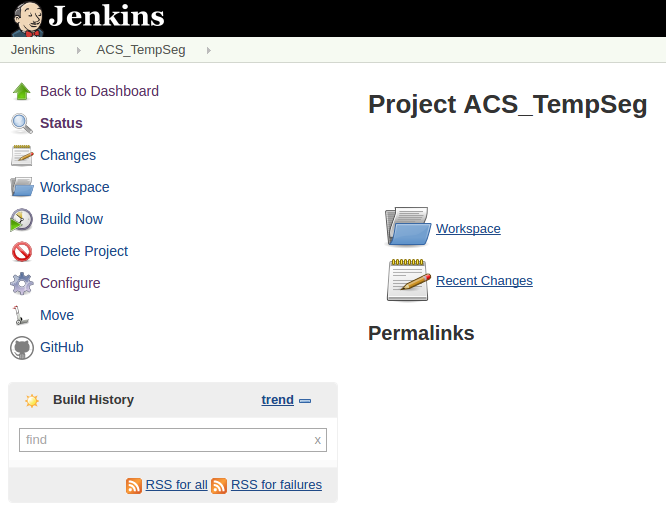 Jenkins
Jenkins ACS_TempSeg
Back to Dashboard
Status
Changes
Workspace
Build Now
Delete Project
Configure
Move
GitHub
Build History trend
find x
RSS for all RSS for failures
Project ACS_TempSeg
Workspace
Recent Changes
Permalinks